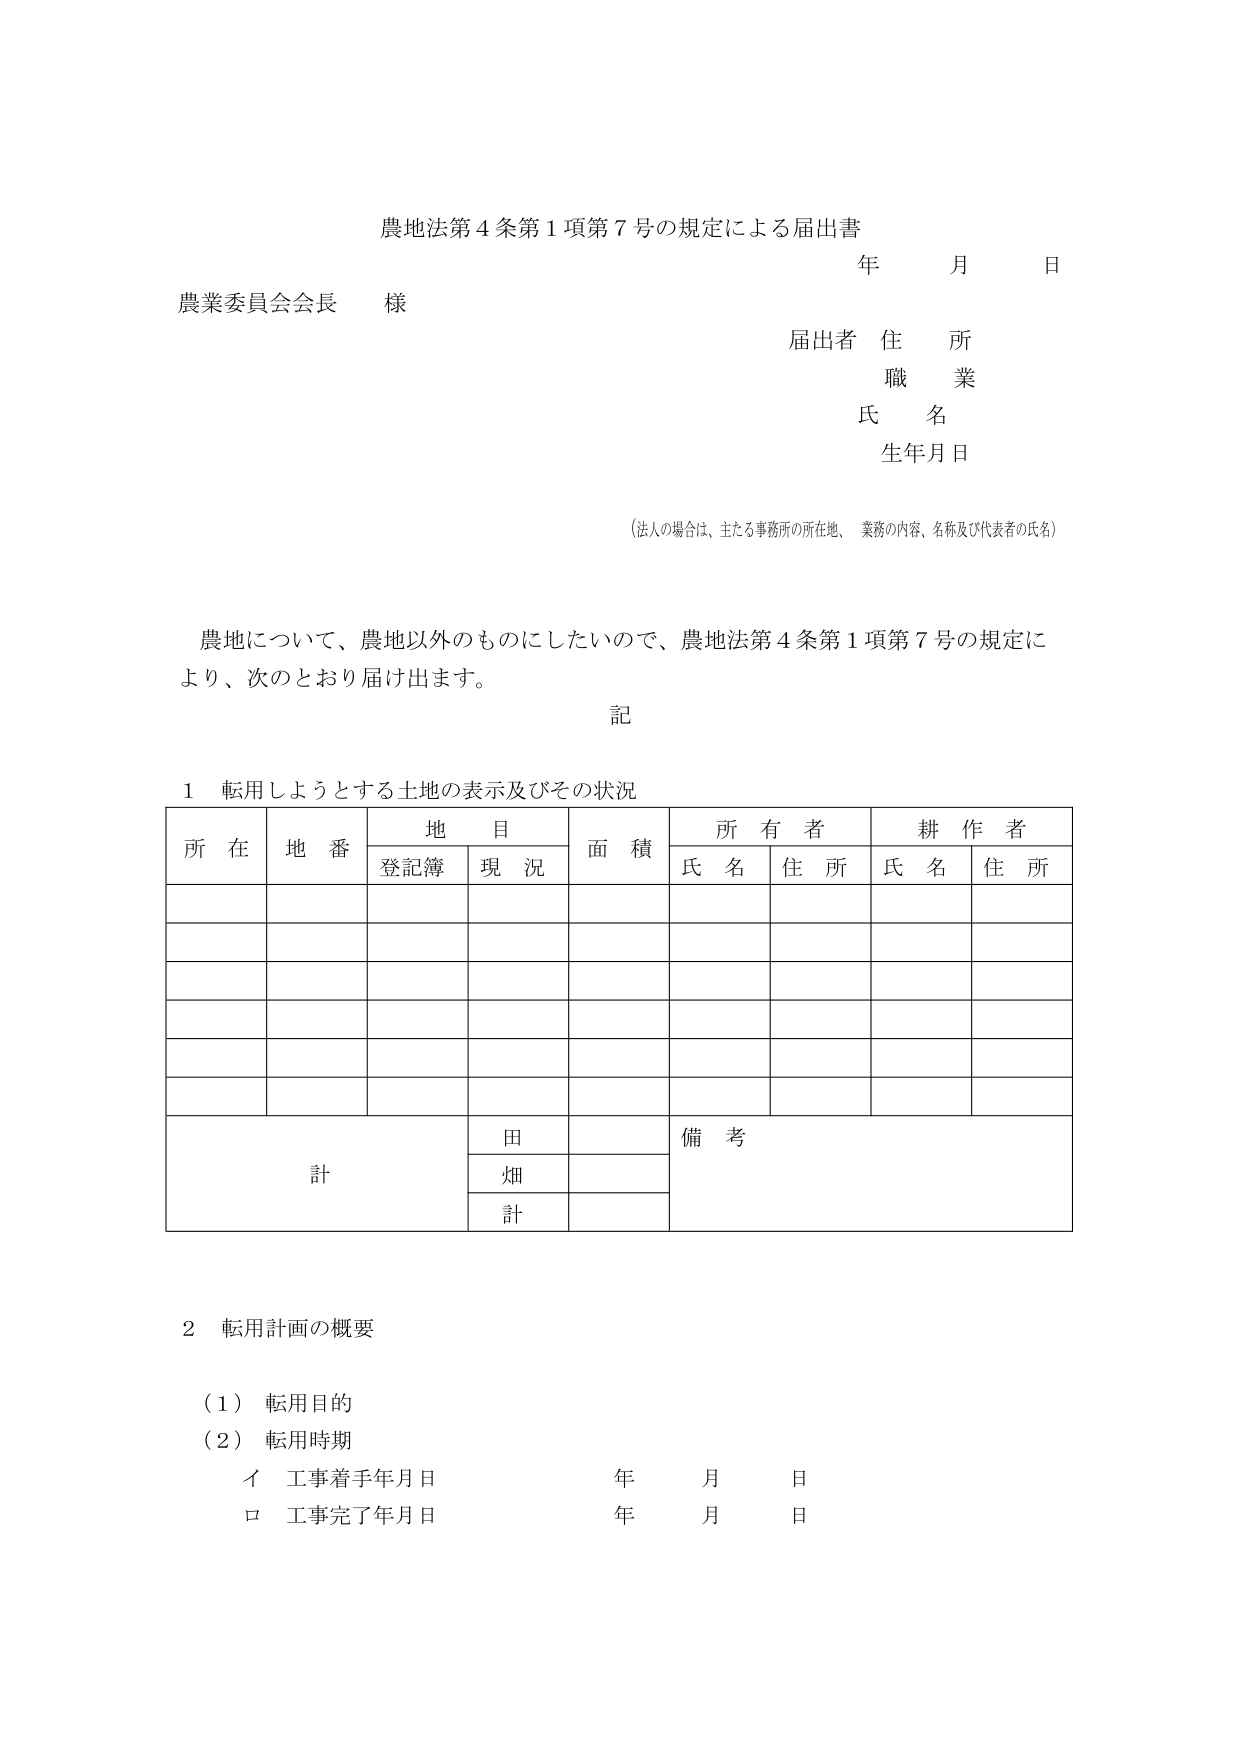 農地法第４条第１項第７号の規定による届出書
年　　　月　　　日
農業委員会会長　　様
届出者　住　　所
職　　業
氏　　名
生年月日
(法人の場合は、主たる事務所の所在地、 業務の内容、名称及び代表者の氏名)
農地について、農地以外のものにしたいので、農地法第４条第１項第７号の規定に
より、次のとおり届け出ます。
記
１　転用しようとする土地の表示及びその状況
所　在　地　番　地　　目　面　積　所　有　者　耕　作　者
登記簿　現　況　氏　名　住　所　氏　名　住　所
計　田　備　考
畑
計
２　転用計画の概要
（１）　転用目的
（２）　転用時期
イ　工事着手年月日　　　　年　　　月　　　日
ロ　工事完了年月日　　　　年　　　月　　　日